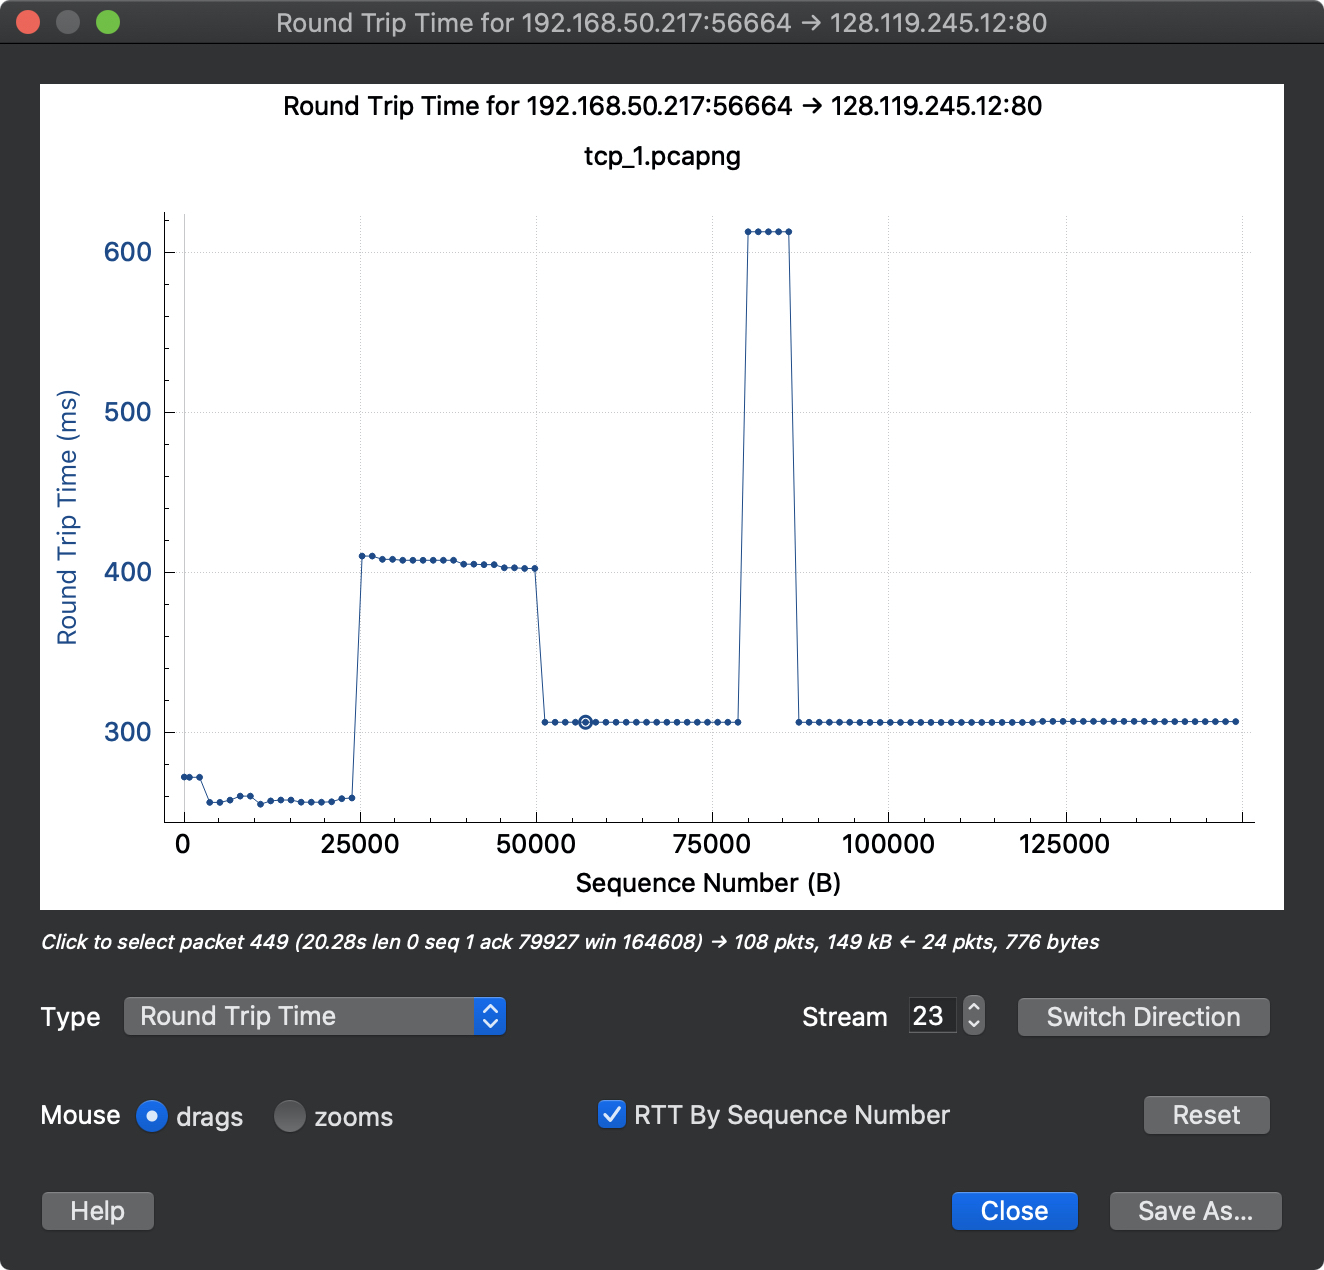 Round Trip Time for 192.168.50.217:56664 → 128.119.245.12:80
Round Trip Time for 192.168.50.217:56664 → 128.119.245.12:80
tcp_1.pcapng
600
500
400
300
Round Trip Time (ms)
0 25000 50000 75000 100000 125000
Sequence Number (B)
Click to select packet 449 (20.28s len 0 seq 1 ack 79927 win 164608) → 108 pkts, 149 kB ← 24 pkts, 776 bytes
Type Round Trip Time Stream 23 Switch Direction
Mouse drags zooms RTT By Sequence Number Reset
Help Close Save As...